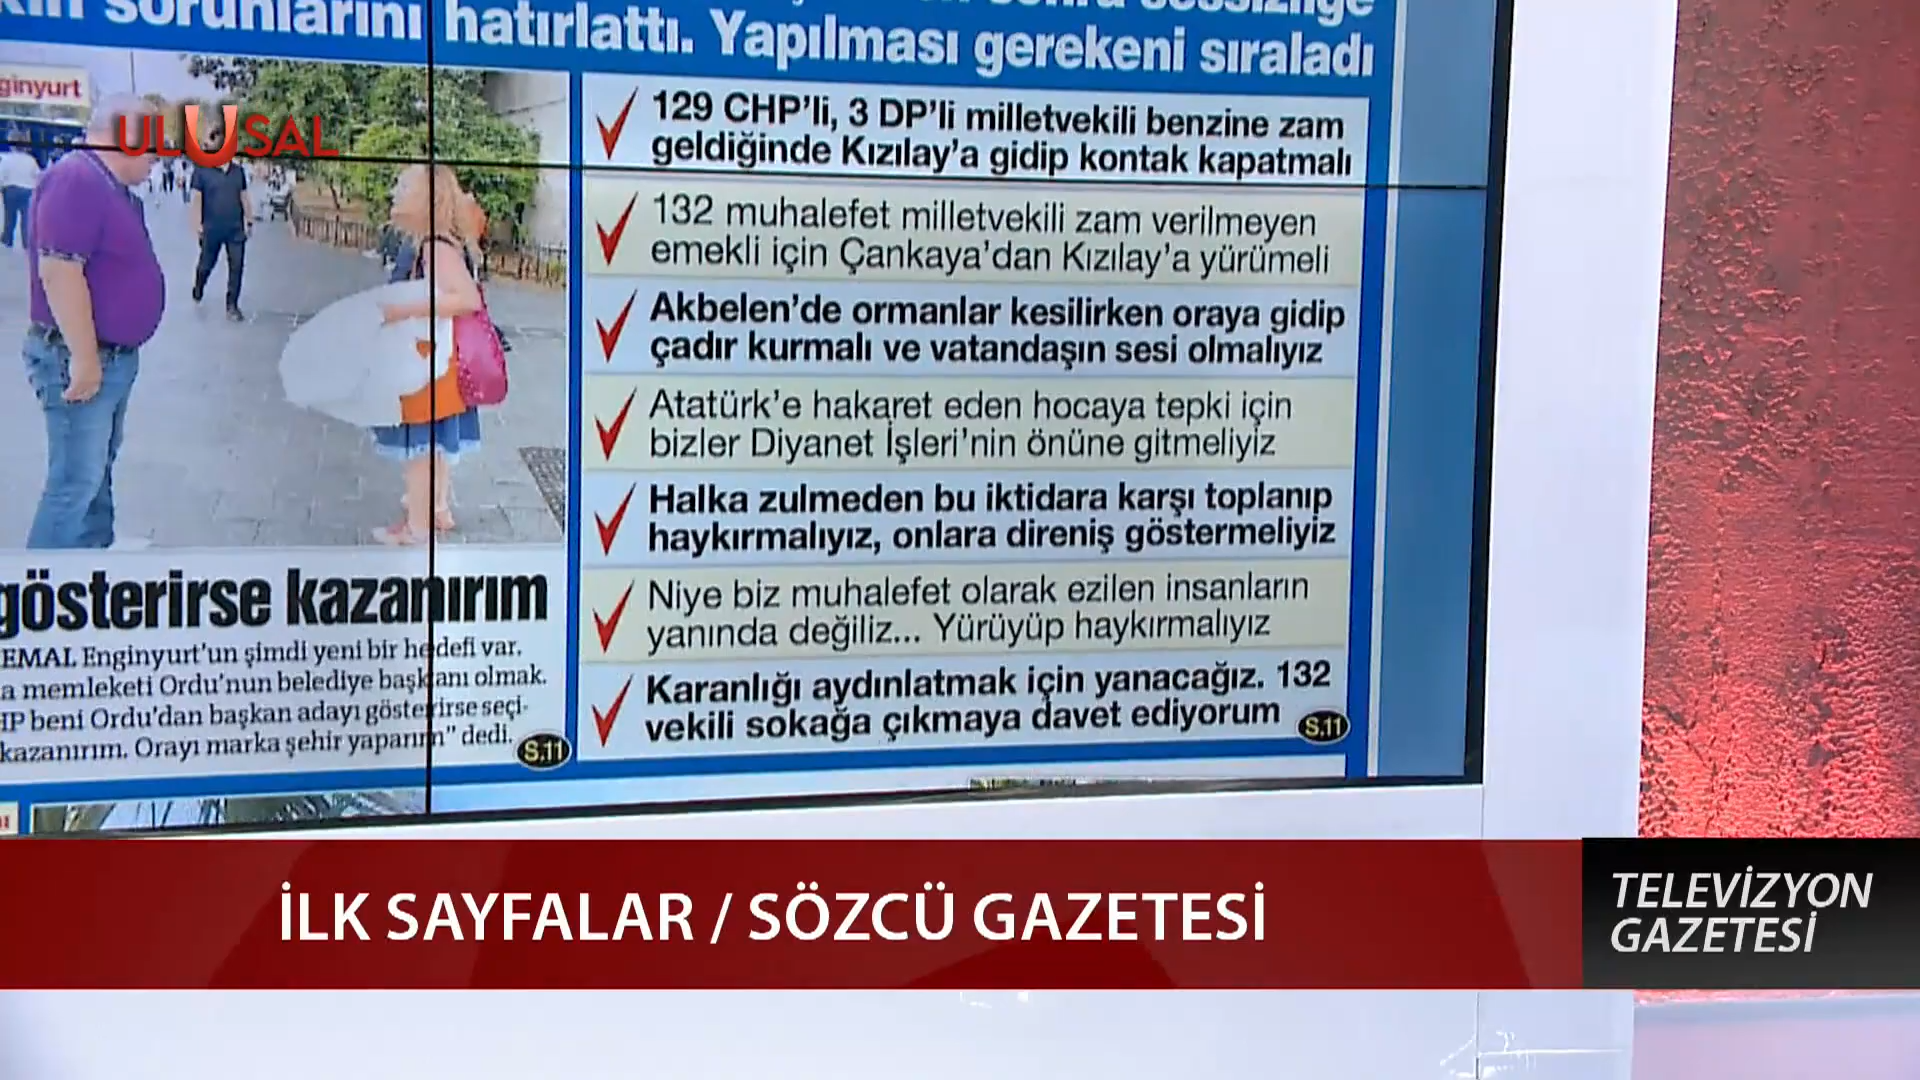 sorunlarını hatırlattı. Yapılması gerekeni sıraladı
ginyurt
ULUSAL
129 CHP'li, 3 DP'li milletvekili benzine zam
geldiğinde Kızılay'a gidip kontak kapatmalı
132 muhalefet milletvekili zam verilmeyen
emekli için Çankaya'dan Kızılay'a yürümeli
Akbelen'de ormanlar kesilirken oraya gidip
çadır kurmalı ve vatandaşın sesi olmalıyız
Atatürk'e hakaret eden hocaya tepki için
bizler Diyanet İşleri'nin önüne gitmeliyiz
Halka zulmeden bu iktidara karşı toplanıp
haykırmalıyız, onlara direniş göstermeliyiz
Niye biz muhalefet olarak ezilen insanların
yanında değiliz... Yürüyüp haykırmalıyız
Karanlığı aydınlatmak için yanacağız. 132
vekili sokağa çıkmaya davet ediyorum S.11
gösterirse kazanırım
EMAL Enginyurt'un şimdi yeni bir hedefi var.
a memleketi Ordu'nun belediye başkanı olmak.
HP beni Ordu'dan başkan adayı gösterirse seçi-
kazanırım. Orayı marka şehir yaparım" dedi. S.11
İLK SAYFALAR / SÖZCÜ GAZETESİ
TELEVİZYON
GAZETESİ